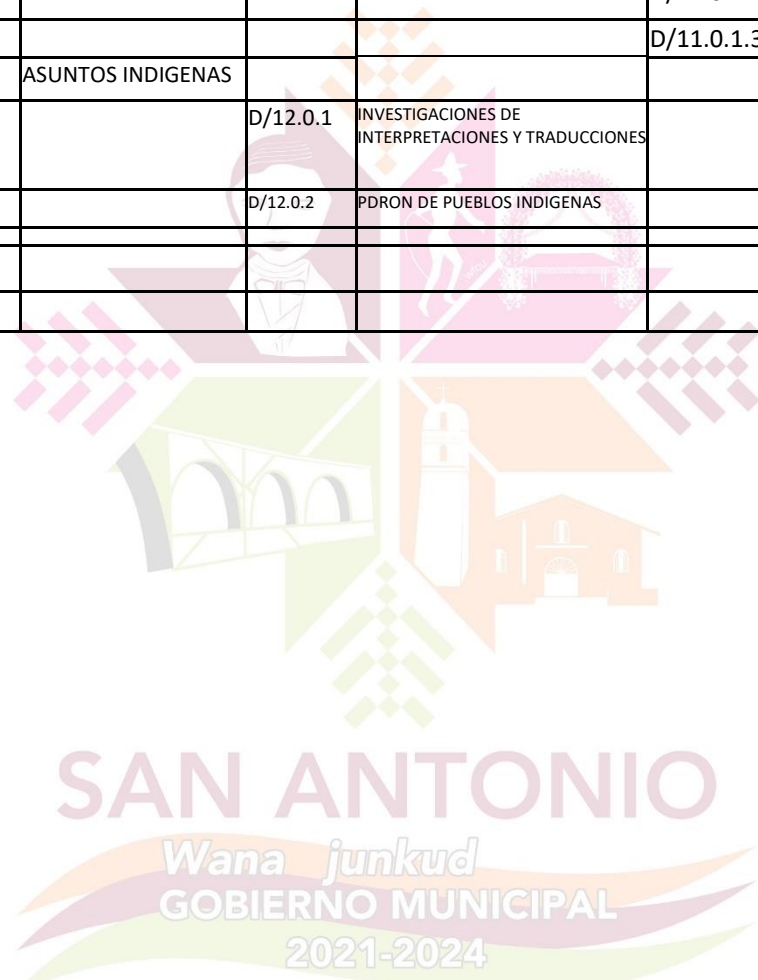 D/11.0.1.3
ASUNTOS INDIGENAS
D/12.0.1
INVESTIGACIONES DE
INTERPRETACIONES Y TRADUCCIONES
D/12.0.2
PDRON DE PUEBLOS INDIGENAS
SAN ANTONIO
Wana junkud
GOBIERNO MUNICIPAL
2021-2024